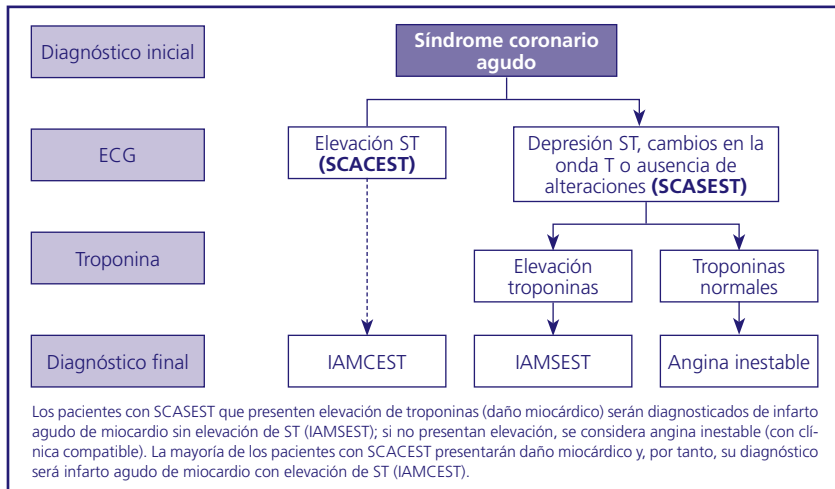 Diagnóstico inicial
Síndrome coronario
agudo
ECG
Elevación ST
(SCACEST)
Depresión ST, cambios en la
onda T o ausencia de
alteraciones (SCASEST)
Troponina
Elevación
troponinas
Troponinas
normales
Diagnóstico final
IAMCEST
IAMSEST
Angina inestable
Los pacientes con SCASEST que presenten elevación de troponinas (daño miocárdico) serán diagnosticados de infarto
agudo de miocardio sin elevación de ST (IAMSEST); si no presentan elevación, se considera angina inestable (con clí-
nica compatible). La mayoría de los pacientes con SCACEST presentarán daño miocárdico y, por tanto, su diagnóstico
será infarto agudo de miocardio con elevación de ST (IAMCEST).